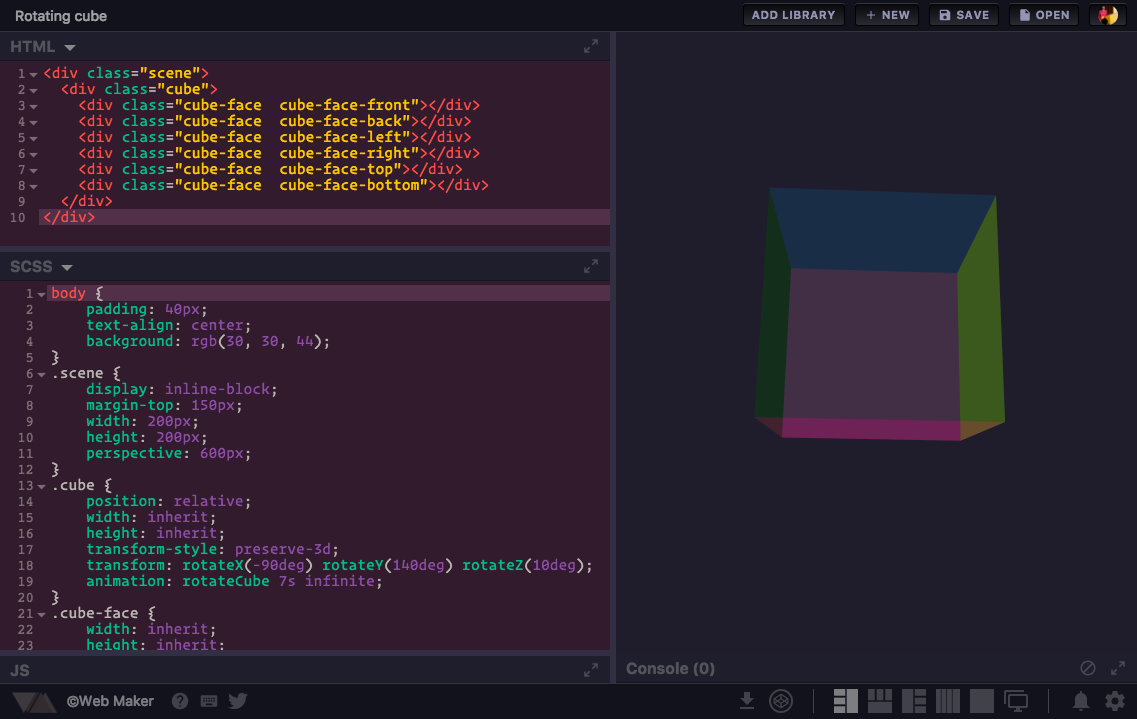 Rotating cube
ADD LIBRARY
+ NEW
SAVE
OPEN
HTML
1 <div class="scene">
2 <div class="cube">
3 <div class="cube-face  cube-face-front"></div>
4 <div class="cube-face  cube-face-back"></div>
5 <div class="cube-face  cube-face-left"></div>
6 <div class="cube-face  cube-face-right"></div>
7 <div class="cube-face  cube-face-top"></div>
8 <div class="cube-face  cube-face-bottom"></div>
9 </div>
10 </div>
SCSS
1 body {
2 padding: 40px;
3 text-align: center;
4 background: rgb(30, 30, 44);
5 }
6 .scene {
7 display: inline-block;
8 margin-top: 150px;
9 width: 200px;
10 height: 200px;
11 perspective: 600px;
12 }
13 .cube {
14 position: relative;
15 width: inherit;
16 height: inherit;
17 transform-style: preserve-3d;
18 transform: rotateX(-90deg) rotateY(140deg) rotateZ(10deg);
19 animation: rotateCube 7s infinite;
20 }
21 .cube-face {
22 width: inherit;
23 height: inherit;
JS
Console (0)
©Web Maker